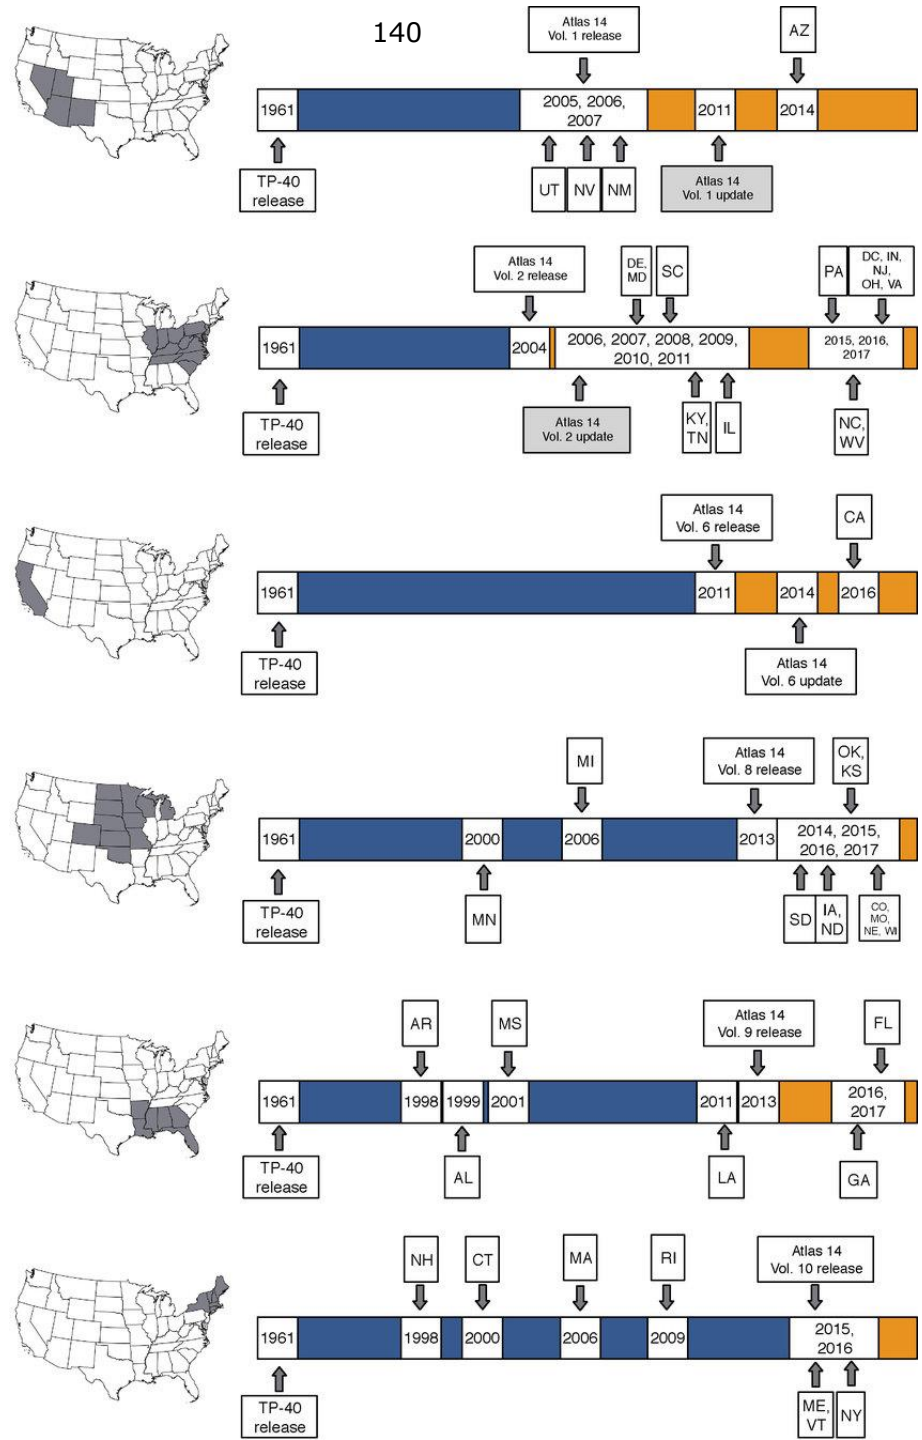 140
Atlas 14
Vol. 1 release
AZ
1961
2005, 2006,
2007
2011
2014
TP-40
release
UT
NV
NM
Atlas 14
Vol. 1 update
Atlas 14
Vol. 2 release
DE,
MD
SC
PA
DC, IN,
NJ,
OH, VA
1961
2004
2006, 2007, 2008, 2009,
2010, 2011
2015, 2016,
2017
TP-40
release
Atlas 14
Vol. 2 update
KY,
TN
IL
NC,
WV
Atlas 14
Vol. 6 release
CA
1961
2011
2014
2016
TP-40
release
Atlas 14
Vol. 6 update
MI
Atlas 14
Vol. 8 release
OK,
KS
1961
2000
2006
2013
2014, 2015,
2016, 2017
TP-40
release
MN
SD
IA,
ND
CO,
MO,
NE, WI
AR
MS
Atlas 14
Vol. 9 release
FL
1961
1998
1999
2001
2011
2013
2016,
2017
TP-40
release
AL
LA
GA
NH
CT
MA
RI
Atlas 14
Vol. 10 release
1961
1998
2000
2006
2009
2015,
2016
TP-40
release
ME,
VT
NY